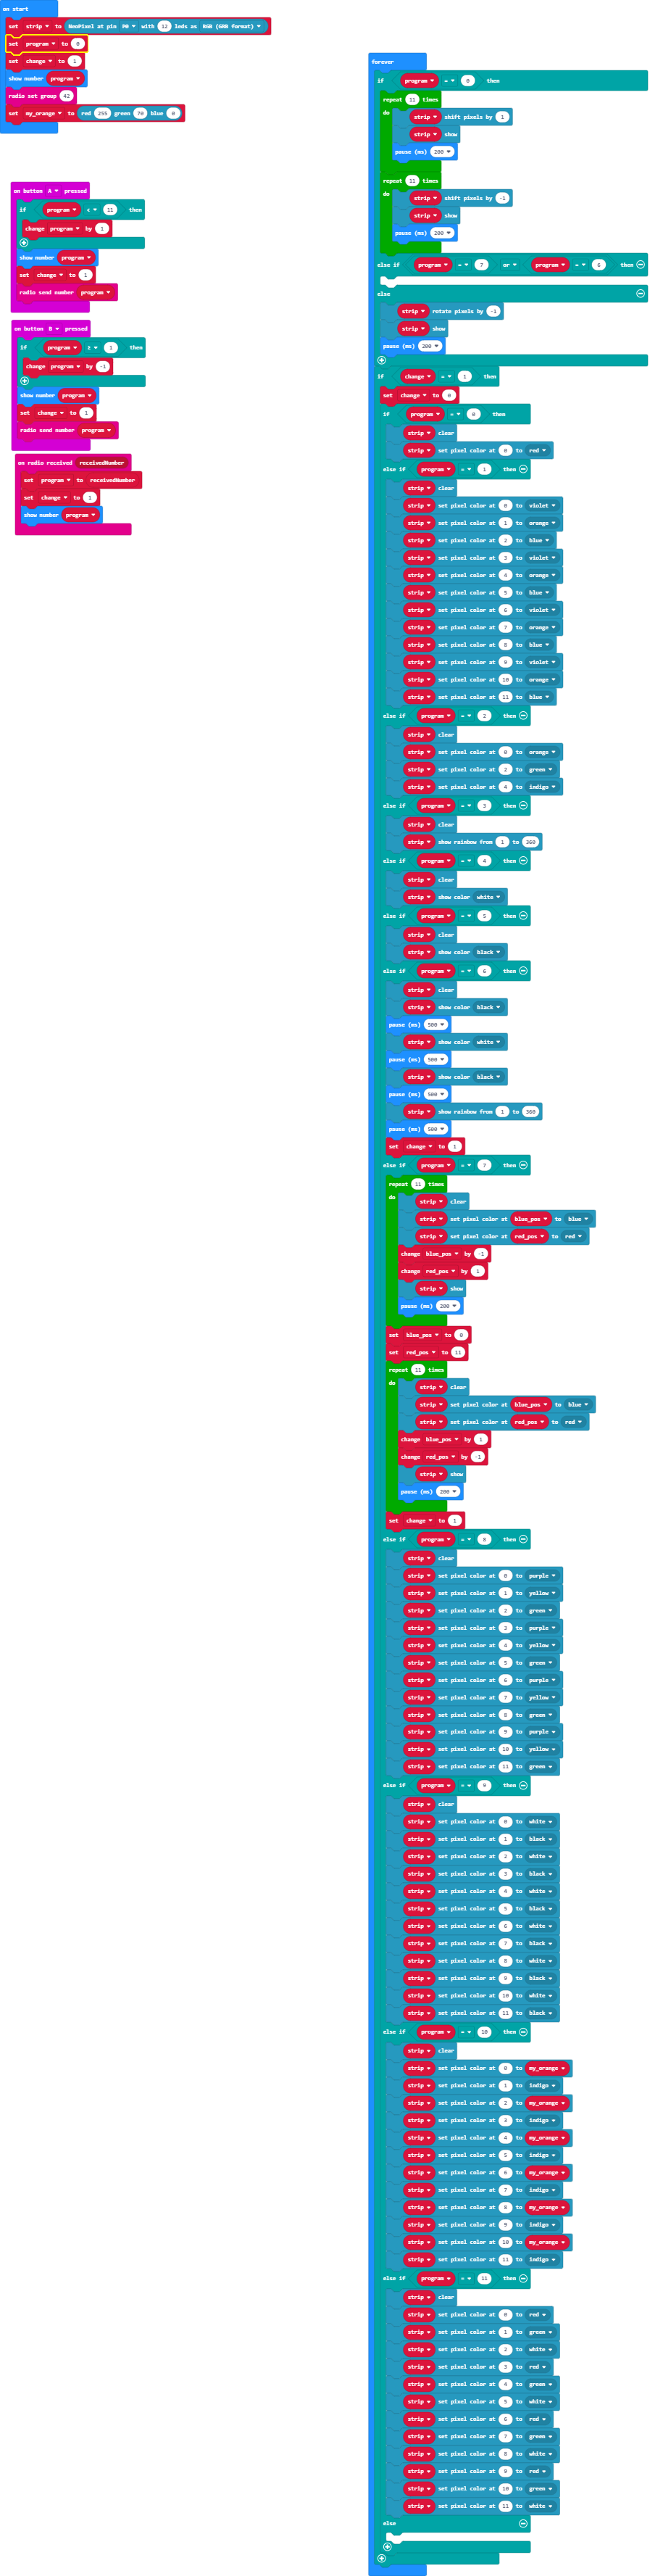 on start
set strip to NeoPixel at pin P0 with 12 leds as RGB (GRB format)
set program to 0
set change to 1
show number program
radio set group 42
set my_orange to red 255 green 70 blue 0
on button A pressed
if program < 11 then
change program by 1
show number program
set change to 1
radio send number program
on button B pressed
if program ≥ 1 then
change program by -1
show number program
set change to 1
radio send number program
on radio received receivedNumber
set program to receivedNumber
set change to 1
show number program
forever
if program = 0 then
repeat 11 times
do strip shift pixels by 1
strip show
pause (ms) 200
repeat 11 times
do strip shift pixels by -1
strip show
pause (ms) 200
else if program = 7 or program = 6 then
else
strip rotate pixels by -1
strip show
pause (ms) 200
if change = 1 then
set change to 0
if program = 0 then
strip clear
strip set pixel color at 0 to red
else if program = 1 then
strip clear
strip set pixel color at 0 to violet
strip set pixel color at 1 to orange
strip set pixel color at 2 to blue
strip set pixel color at 3 to violet
strip set pixel color at 4 to orange
strip set pixel color at 5 to blue
strip set pixel color at 6 to violet
strip set pixel color at 7 to orange
strip set pixel color at 8 to blue
strip set pixel color at 9 to violet
strip set pixel color at 10 to orange
strip set pixel color at 11 to blue
else if program = 2 then
strip clear
strip set pixel color at 0 to orange
strip set pixel color at 2 to green
strip set pixel color at 4 to indigo
else if program = 3 then
strip clear
strip show rainbow from 1 to 360
else if program = 4 then
strip clear
strip show color white
else if program = 5 then
strip clear
strip show color black
else if program = 6 then
strip clear
strip show color black
pause (ms) 500
strip show color white
pause (ms) 500
strip show color black
pause (ms) 500
strip show rainbow from 1 to 360
pause (ms) 500
set change to 1
else if program = 7 then
repeat 11 times
do strip clear
strip set pixel color at blue_pos to blue
strip set pixel color at red_pos to red
change blue_pos by -1
change red_pos by 1
strip show
pause (ms) 200
set blue_pos to 0
set red_pos to 11
repeat 11 times
do strip clear
strip set pixel color at blue_pos to blue
strip set pixel color at red_pos to red
change blue_pos by 1
change red_pos by -1
strip show
pause (ms) 200
set change to 1
else if program = 8 then
strip clear
strip set pixel color at 0 to purple
strip set pixel color at 1 to yellow
strip set pixel color at 2 to green
strip set pixel color at 3 to purple
strip set pixel color at 4 to yellow
strip set pixel color at 5 to green
strip set pixel color at 6 to purple
strip set pixel color at 7 to yellow
strip set pixel color at 8 to green
strip set pixel color at 9 to purple
strip set pixel color at 10 to yellow
strip set pixel color at 11 to green
else if program = 9 then
strip clear
strip set pixel color at 0 to white
strip set pixel color at 1 to black
strip set pixel color at 2 to white
strip set pixel color at 3 to black
strip set pixel color at 4 to white
strip set pixel color at 5 to black
strip set pixel color at 6 to white
strip set pixel color at 7 to black
strip set pixel color at 8 to white
strip set pixel color at 9 to black
strip set pixel color at 10 to white
strip set pixel color at 11 to black
else if program = 10 then
strip clear
strip set pixel color at 0 to my_orange
strip set pixel color at 1 to indigo
strip set pixel color at 2 to my_orange
strip set pixel color at 3 to indigo
strip set pixel color at 4 to my_orange
strip set pixel color at 5 to indigo
strip set pixel color at 6 to my_orange
strip set pixel color at 7 to indigo
strip set pixel color at 8 to my_orange
strip set pixel color at 9 to indigo
strip set pixel color at 10 to my_orange
strip set pixel color at 11 to indigo
else if program = 11 then
strip clear
strip set pixel color at 0 to red
strip set pixel color at 1 to green
strip set pixel color at 2 to white
strip set pixel color at 3 to red
strip set pixel color at 4 to green
strip set pixel color at 5 to white
strip set pixel color at 6 to red
strip set pixel color at 7 to green
strip set pixel color at 8 to white
strip set pixel color at 9 to red
strip set pixel color at 10 to green
strip set pixel color at 11 to white
else